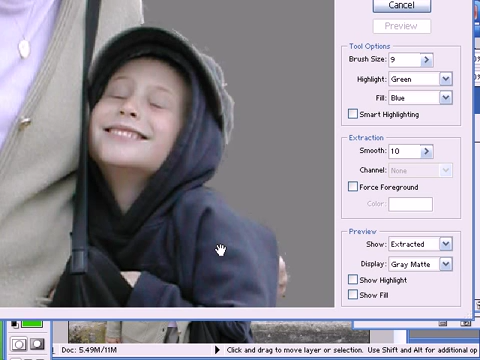 Cancel
Preview
Tool Options
Brush Size: 9
Highlight: Green
Fill: Blue
Smart Highlighting
Extraction
Smooth: 10
Channel: None
Force Foreground
Color:
Preview
Show: Extracted
Display: Gray Matte
Show Highlight
Show Fill
Doc: 5.49M/11M
Click and drag to move layer or selection. Use Shift and Alt for additional op